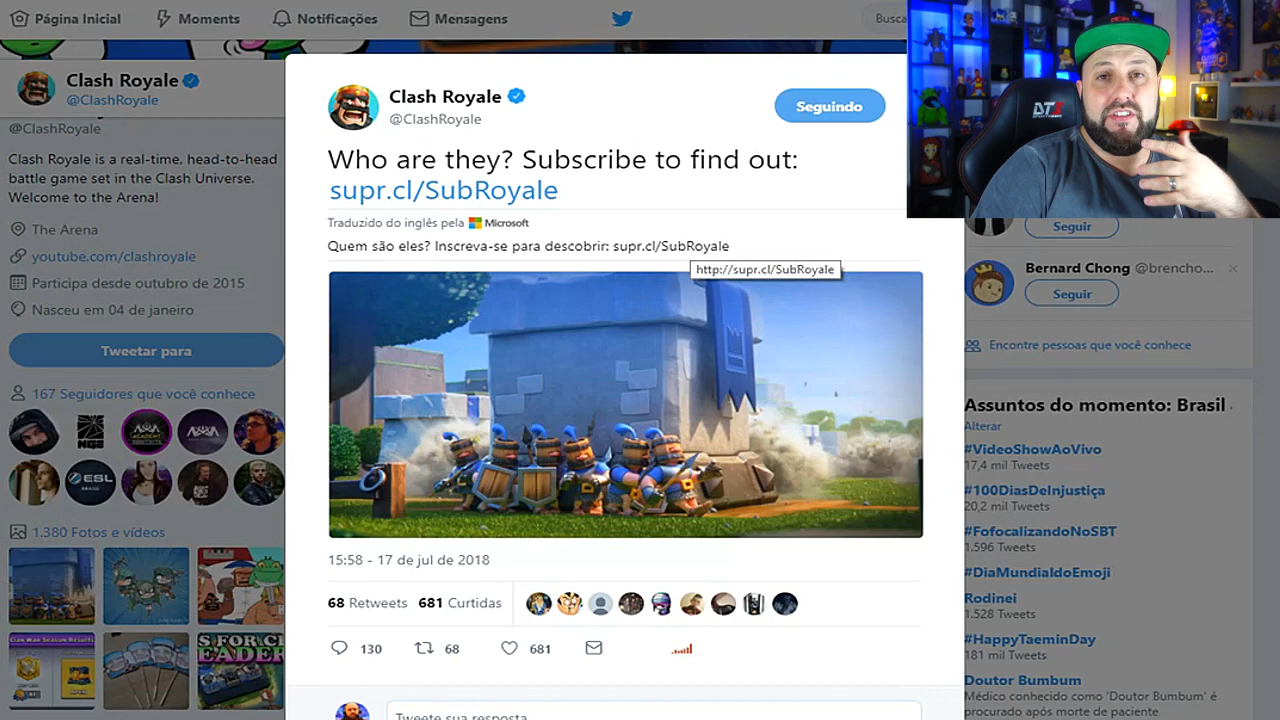 Página Inicial
Moments
Notificações
Mensagens
Busca
Clash Royale
@ClashRoyale
@ClashRoyale
Clash Royale is a real-time, head-to-head
battle game set in the Clash Universe.
Welcome to the Arena!
The Arena
youtube.com/clashroyale
Participa desde outubro de 2015
Nasceu em 04 de janeiro
Tweetar para
167 Seguidores que você conhece
ACADEMY
ESL
1.380 Fotos e vídeos
Clan War Season Results
S FOR CL
EADER
Clash Royale
@ClashRoyale
Seguindo
Who are they? Subscribe to find out:
supr.cl/SubRoyale
Traduzido do inglês pela Microsoft
Quem são eles? Inscreva-se para descobrir: supr.cl/SubRoyale
http://supr.cl/SubRoyale
15:58 - 17 de jul de 2018
68 Retweets 681 Curtidas
130 68 681
Tweete sua resposta
DT3
Seguir
Bernard Chong @brencho...
Seguir
Encontre pessoas que você conhece
Assuntos do momento: Brasil ·
Alterar
#VideoShowAoVivo
17,4 mil Tweets
#100DiasDeInjustiça
20,2 mil Tweets
#FofocalizandoNoSBT
1.596 Tweets
#DiaMundialdoEmoji
Rodinei
1.528 Tweets
#HappyTaeminDay
181 mil Tweets
Doutor Bumbum
Médico conhecido como 'Doutor Bumbum' é
procurado após morte de paciente